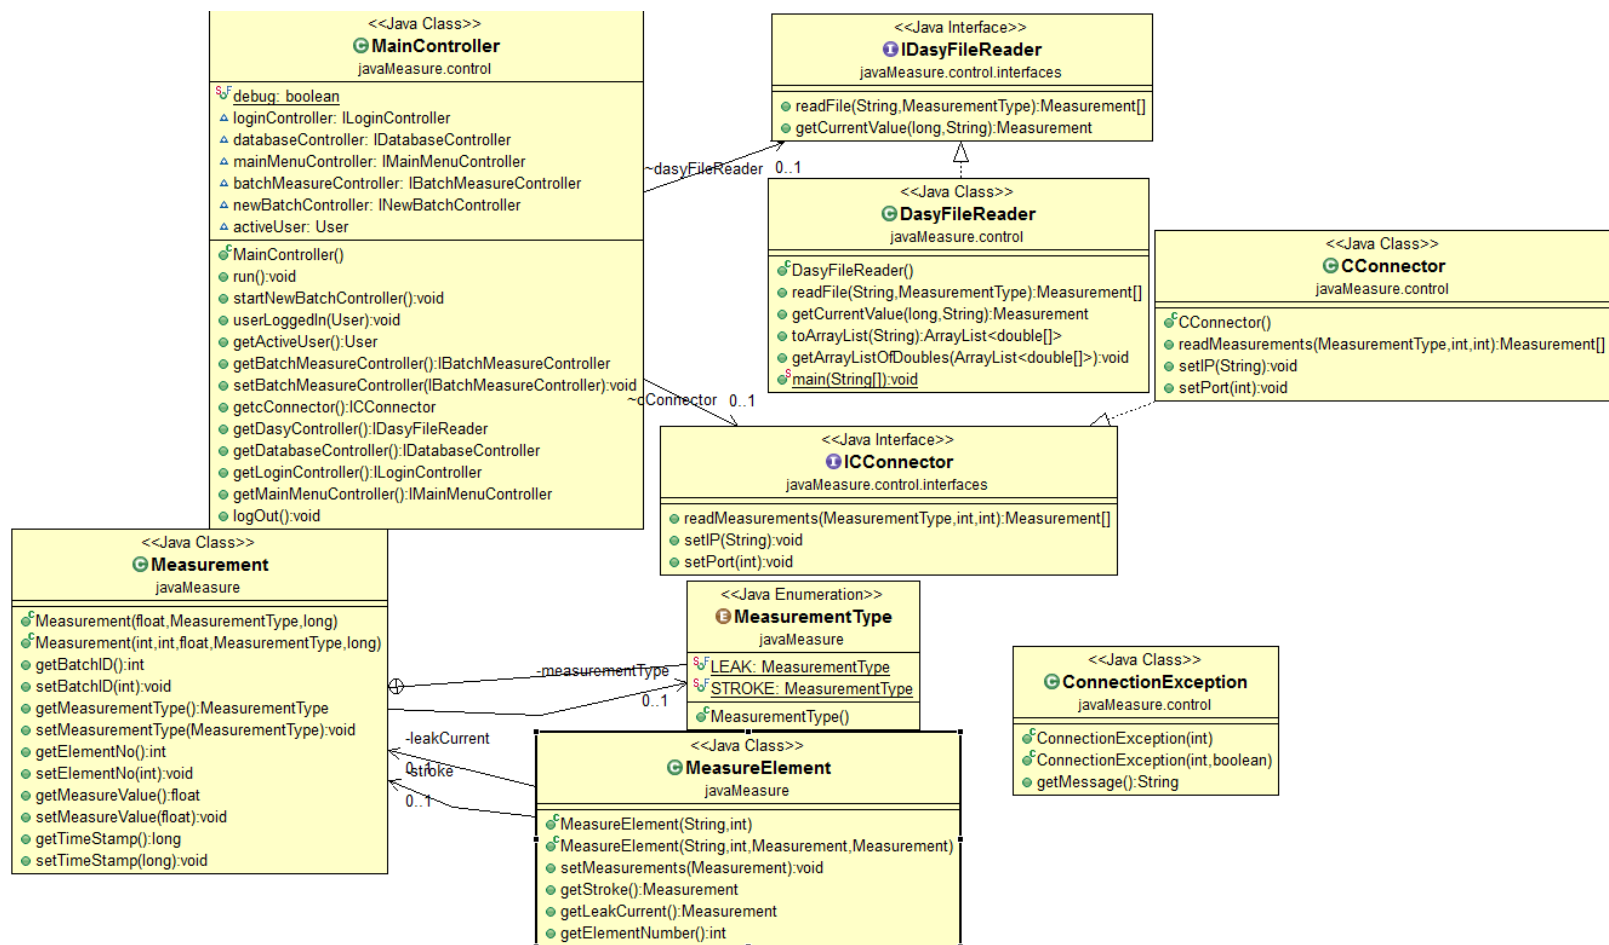 <<Java Class>>
MainController
javaMeasure.control
debug: boolean
loginController: ILoginController
databaseController: IDatabaseController
mainMenuController: IMainMenuController
batchMeasureController: IBatchMeasureController
newBatchController: INewBatchController
activeUser: User
MainController()
run():void
startNewBatchController():void
userLoggedIn(User):void
getActiveUser():User
getBatchMeasureController():IBatchMeasureController
setBatchMeasureController(IBatchMeasureController):void
getcConnector():ICConnector
getDasyController():IDasyFileReader
getDatabaseController():IDatabaseController
getLoginController():ILoginController
getMainMenuController():IMainMenuController
logOut():void
~dasyFileReader 0..1
~cConnector 0..1
<<Java Interface>>
IDasyFileReader
javaMeasure.control.interfaces
readFile(String,MeasurementType):Measurement[]
getCurrentValue(long,String):Measurement
<<Java Class>>
DasyFileReader
javaMeasure.control
DasyFileReader()
readFile(String,MeasurementType):Measurement[]
getCurrentValue(long,String):Measurement
toArrayList(String):ArrayList<double[]>
getArrayListOfDoubles(ArrayList<double[]>):void
main(String[]):void
<<Java Class>>
CConnector
javaMeasure.control
CConnector()
readMeasurements(MeasurementType,int,int):Measurement[]
setIP(String):void
setPort(int):void
<<Java Interface>>
ICConnector
javaMeasure.control.interfaces
readMeasurements(MeasurementType,int,int):Measurement[]
setIP(String):void
setPort(int):void
<<Java Class>>
Measurement
javaMeasure
Measurement(float,MeasurementType,long)
Measurement(int,int,float,MeasurementType,long)
getBatchID():int
setBatchID(int):void
getMeasurementType():MeasurementType
setMeasurementType(MeasurementType):void
getElementNo():int
setElementNo(int):void
getMeasureValue():float
setMeasureValue(float):void
getTimeStamp():long
setTimeStamp(long):void
-measurementType
0..1
-leakCurrent
0..1
-stroke
0..1
<<Java Enumeration>>
MeasurementType
javaMeasure
LEAK: MeasurementType
STROKE: MeasurementType
MeasurementType()
<<Java Class>>
MeasureElement
javaMeasure
MeasureElement(String,int)
MeasureElement(String,int,Measurement,Measurement)
setMeasurements(Measurement):void
getStroke():Measurement
getLeakCurrent():Measurement
getElementNumber():int
<<Java Class>>
ConnectionException
javaMeasure.control
ConnectionException(int)
ConnectionException(int,boolean)
getMessage():String